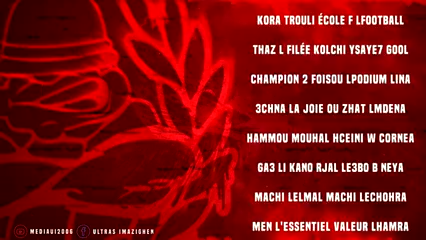 KORA TROULI ÉCOLE F LFOOTBALL
THAZ L FILÉE KOLCHI YSAYE7 GOOL
CHAMPION 2 FOISOU LPODIUM LINA
3CHNA LA JOIE OU ZHAT LMDENA
HAMMOU MOUHAL HCEINI W CORNEA
GA3 LI KANO RJAL LE3BO B NEYA
MACHI LELMAL MACHI LECHOHRA
MEN L'ESSENTIEL VALEUR LHAMRA
MEDIAUI2006 ULTRAS IMAZIGHEN